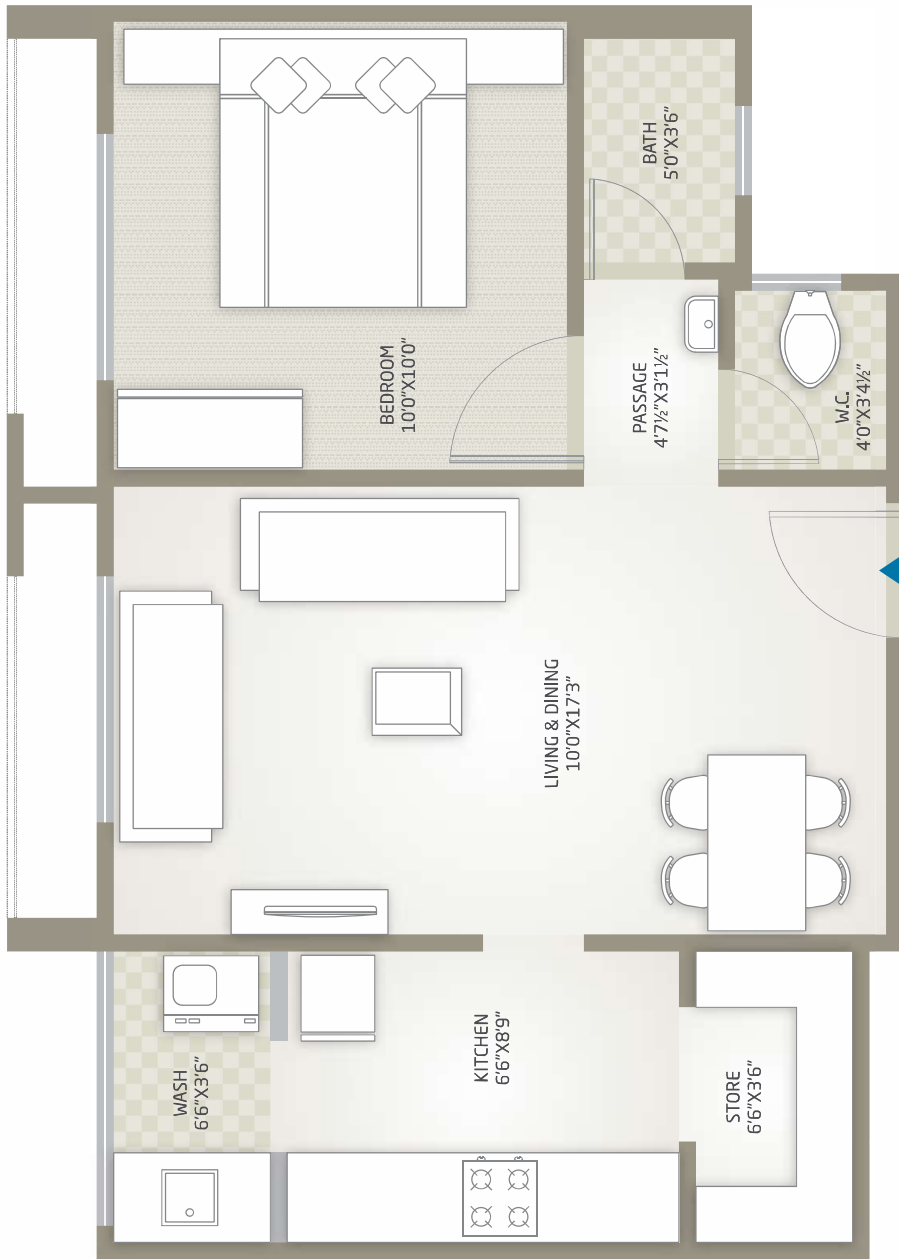 BATH
5'0"X3'6"
BEDROOM
10'0"X10'0"
PASSAGE
4'7½"X3'1½"
W.C.
4'0"X3'4½"
LIVING & DINING
10'0"X17'3"
KITCHEN
6'6"X8'9"
WASH
6'6"X3'6"
STORE
6'6"X3'6"